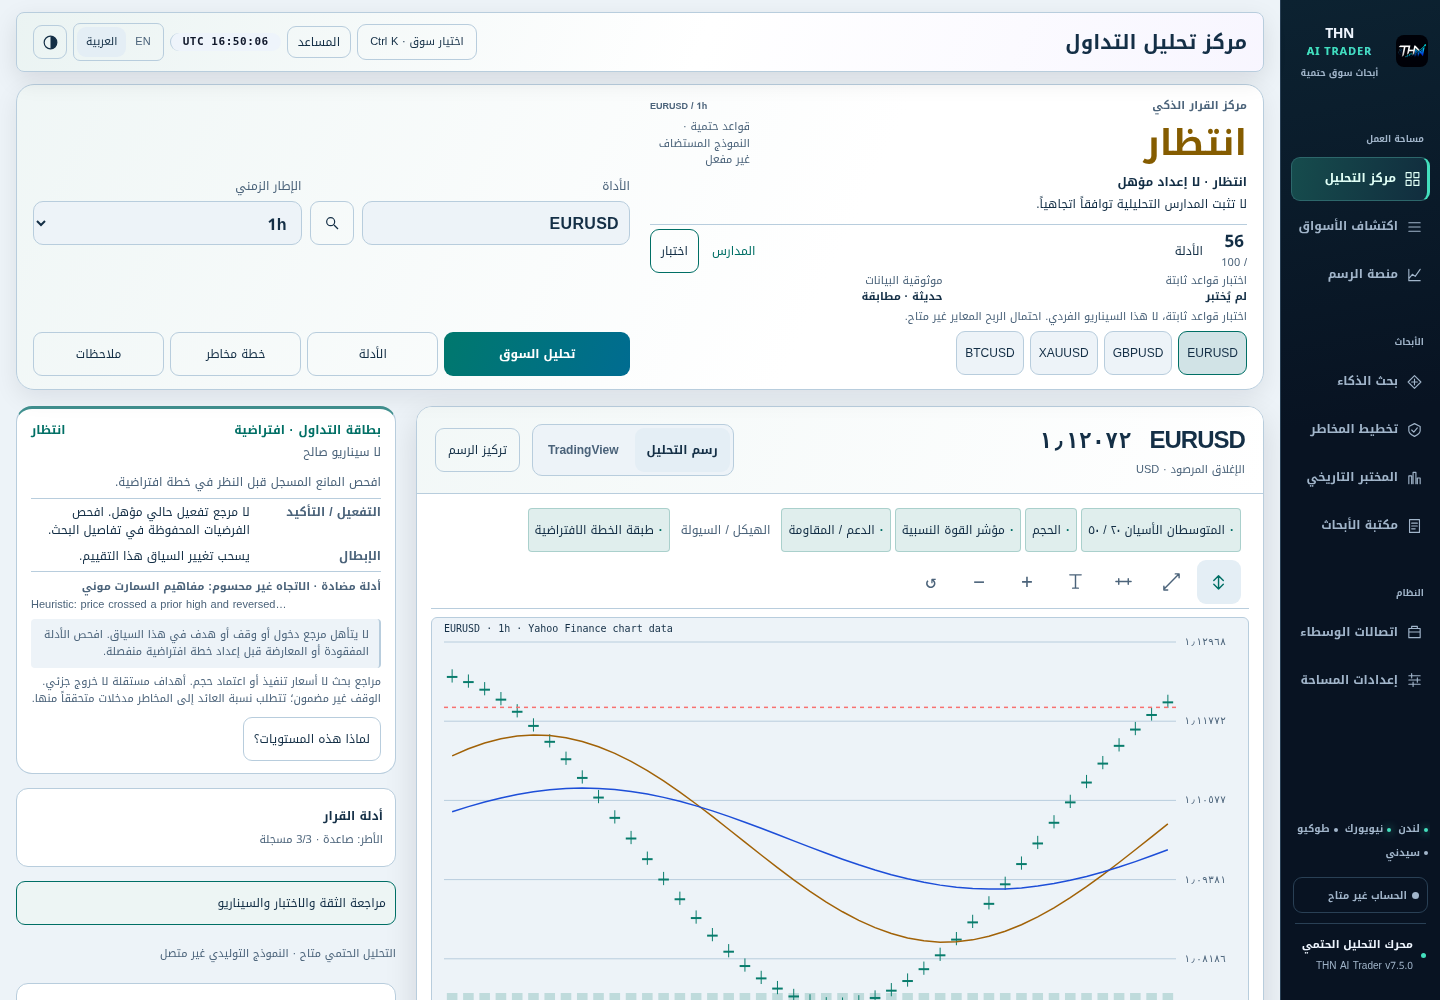 THN
AI TRADER
أبحاث سوق حتمية
مساحة العمل
مركز التحليل
اكتشاف الأسواق
منصة الرسم
الأبحاث
بحث الذكاء
تخطيط المخاطر
المختبر التاريخي
مكتبة الأبحاث
النظام
اتصالات الوسطاء
إعدادات المساحة
لندن نيويورك طوكيو
سيدني
الحساب غير متاح
محرك التحليل الحتمي
THN AI Trader v7.5.0
مركز تحليل التداول
اختيار سوق · Ctrl K
المساعد
UTC 16:50:06
EN
العربية
مركز القرار الذكي
EURUSD / 1h
انتظار
قواعد حتمية ·
النموذج المستضاف
غير مفعل
انتظار · لا إعداد مؤهل
لا تثبت المدارس التحليلية توافقاً اتجاهياً.
56
/ 100
الأدلة
المدارس
اختبار
اختبار قواعد ثابتة
لم يُختبر
موثوقية البيانات
حديثة · مطابقة
اختبار قواعد ثابتة، لا هذا السيناريو الفردي. احتمال الربح المعاير غير متاح.
EURUSD
GBPUSD
XAUUSD
BTCUSD
الأداة
EURUSD
الإطار الزمني
1h
تحليل السوق
الأدلة
خطة مخاطر
ملاحظات
EURUSD ١٫١٢٠٧٢
الإغلاق المرصود · USD
رسم التحليل
TradingView
تركيز الرسم
· المتوسطان الأسيان ٢٠ / ٥٠
· الحجم
· مؤشر القوة النسبية
· الدعم / المقاومة
الهيكل / السيولة
· طبقة الخطة الافتراضية
+
−
↺
EURUSD · 1h · Yahoo Finance chart data
١٫١٢٩٦٨
١٫١١٧٧٢
١٫١٠٥٧٧
١٫٠٩٣٨١
١٫٠٨١٨٦
بطاقة التداول · افتراضية
انتظار
لا سيناريو صالح
افحص المانع المسجل قبل النظر في خطة افتراضية.
التفعيل / التأكيد
لا مرجع تفعيل حالي مؤهل. افحص
الفرضيات المحفوظة في تفاصيل البحث.
الإبطال
يسحب تغيير السياق هذا التقييم.
أدلة مضادة · الاتجاه غير محسوم: مفاهيم السمارت موني
Heuristic: price crossed a prior high and reversed…
لا يتأهل مرجع دخول أو وقف أو هدف في هذا السياق. افحص الأدلة
المفقودة أو المعارضة قبل إعداد خطة افتراضية منفصلة.
مراجع بحث لا أسعار تنفيذ أو اعتماد حجم. أهداف مستقلة لا خروج جزئي.
الوقف غير مضمون؛ تتطلب نسبة العائد إلى المخاطر مدخلات متحققاً منها.
لماذا هذه المستويات؟
أدلة القرار
الأطر: صاعدة · 3/3 مسجلة
مراجعة الثقة والاختبار والسيناريو
التحليل الحتمي متاح · النموذج التوليدي غير متصل